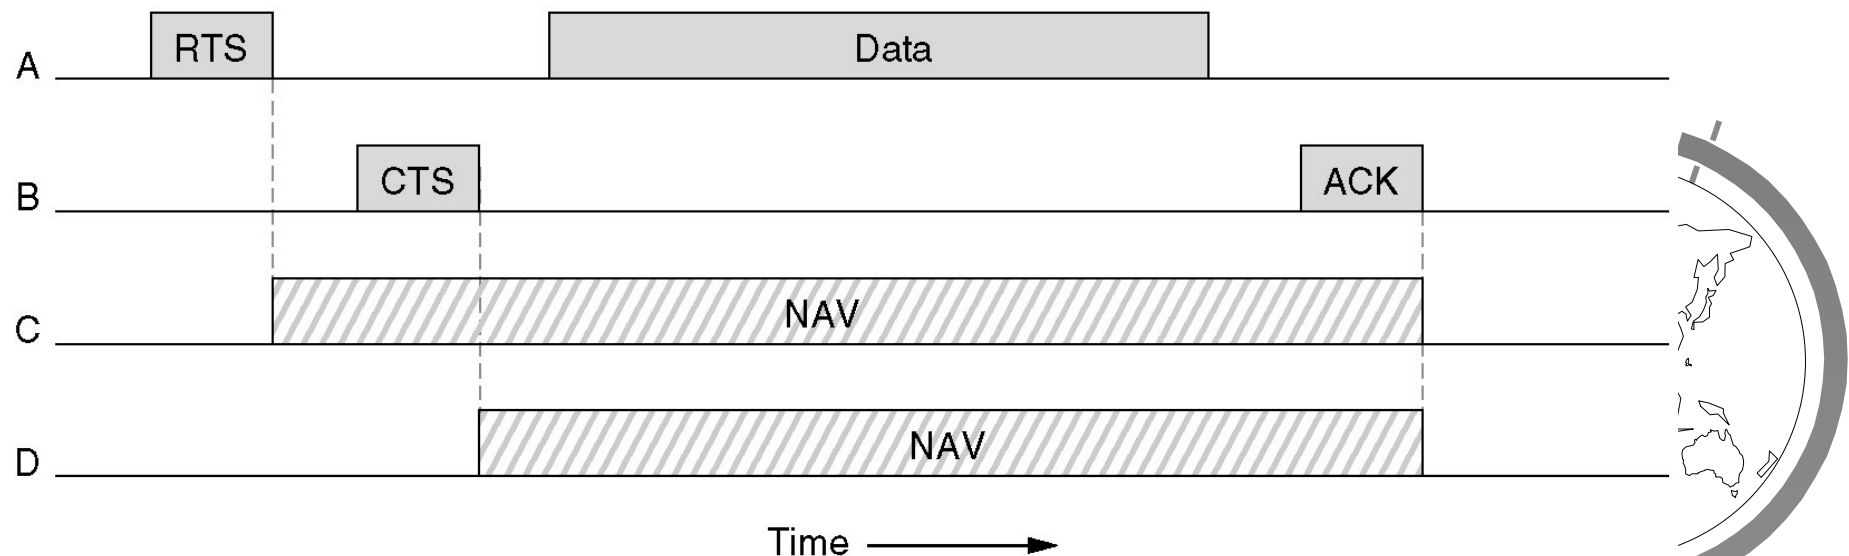 A RTS Data
B CTS ACK
C NAV
D NAV
Time